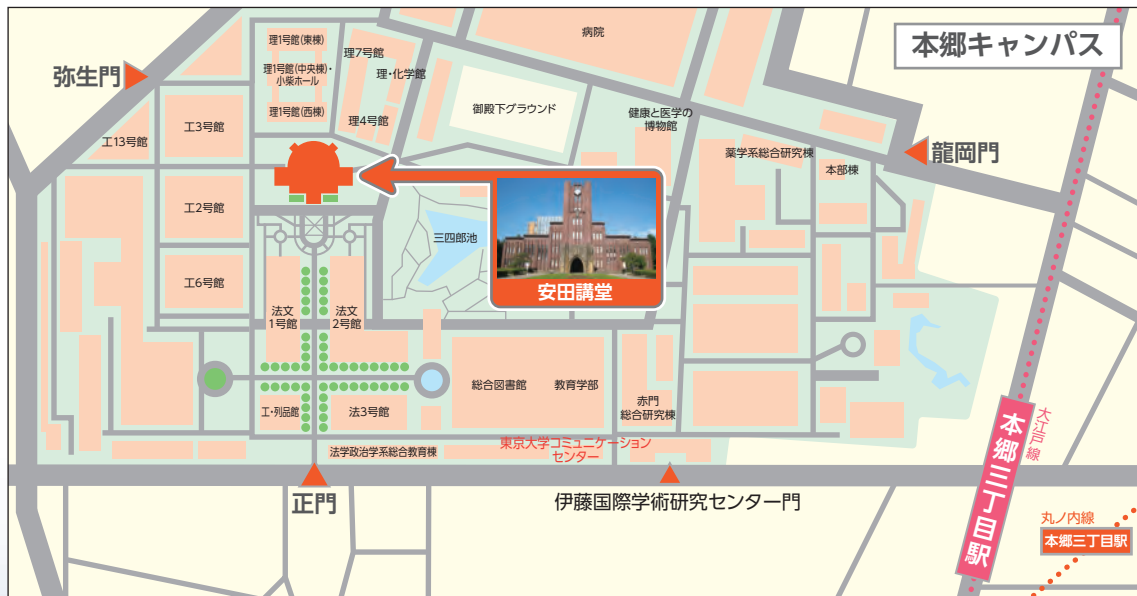 本郷キャンパス
病院
理1号館(東棟)
理7号館
理1号館(中央棟)・
小柴ホール
理・化学館
弥生門
理1号館(西棟)
理4号館
御殿下グラウンド
健康と医学の
博物館
工13号館
工3号館
薬学系総合研究棟
本部棟
龍岡門
工2号館
三四郎池
安田講堂
工6号館
法文
1号館
法文
2号館
総合図書館
教育学部
赤門
総合研究棟
工・列品館
法3号館
法学政治学系総合教育棟
東京大学コミュニケーション
センター
正門
伊藤国際学術研究センター門
大江戸線
本郷三丁目駅
丸ノ内線
本郷三丁目駅